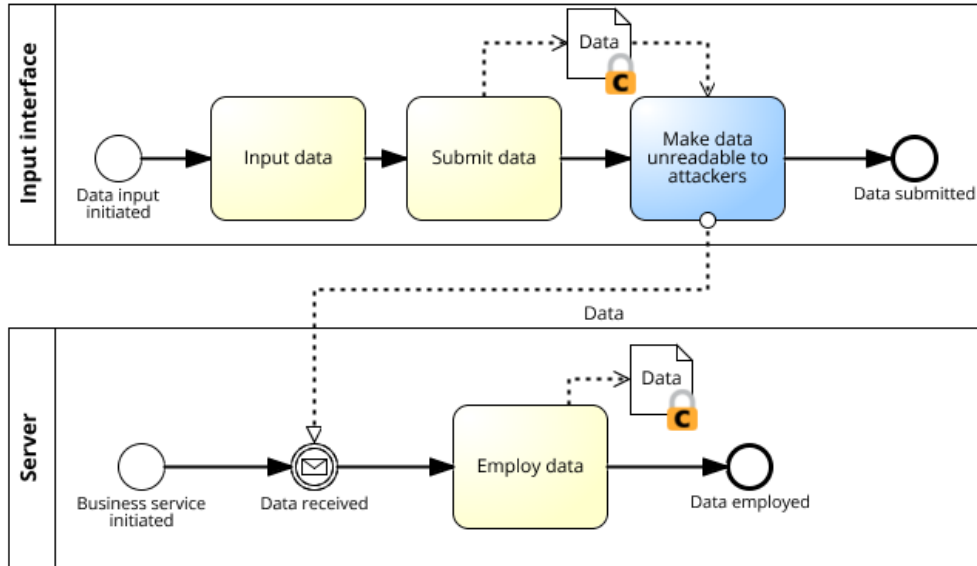 Input interface
Data
C
Input data
Submit data
Make data
unreadable to
attackers
Data input
initiated
Data submitted
Data
Server
Data
C
Employ data
Business service
initiated
Data received
Data employed